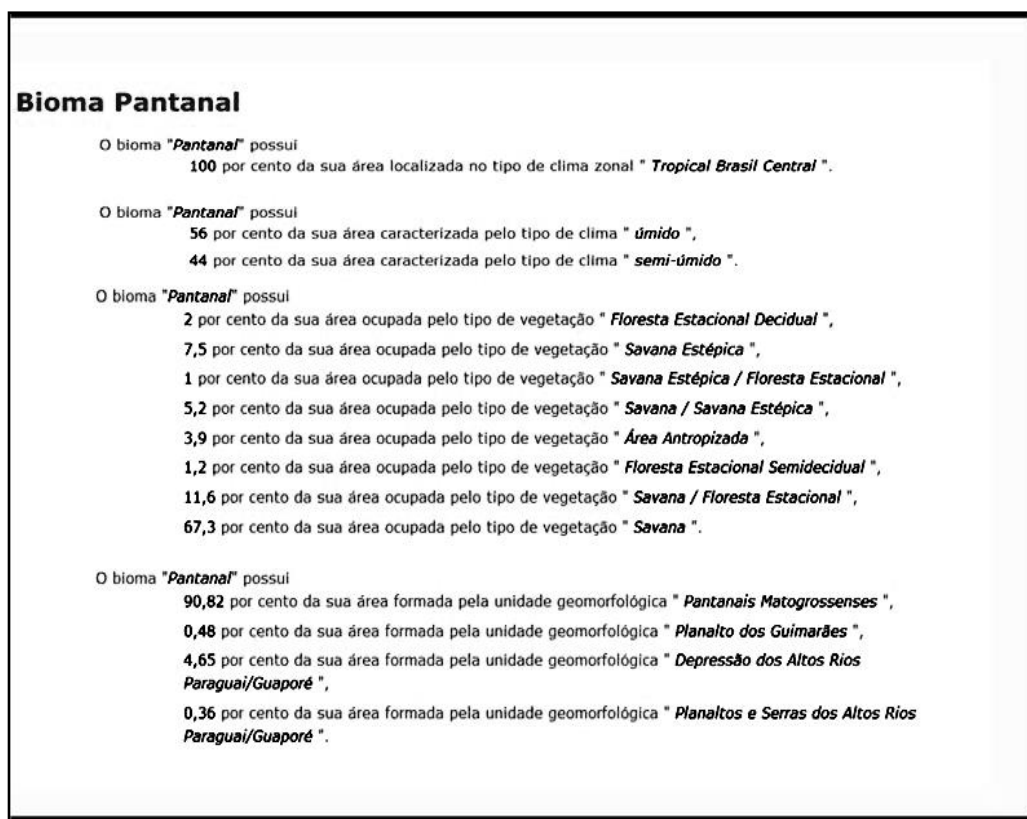 Bioma Pantanal
O bioma "Pantanal" possui
100 por cento da sua área localizada no tipo de clima zonal " Tropical Brasil Central ".
O bioma "Pantanal" possui
56 por cento da sua área caracterizada pelo tipo de clima " úmido ",
44 por cento da sua área caracterizada pelo tipo de clima " semi-úmido ".
O bioma "Pantanal" possui
2 por cento da sua área ocupada pelo tipo de vegetação " Floresta Estacional Decidual ",
7,5 por cento da sua área ocupada pelo tipo de vegetação " Savana Estépica ",
1 por cento da sua área ocupada pelo tipo de vegetação " Savana Estépica / Floresta Estacional ",
5,2 por cento da sua área ocupada pelo tipo de vegetação " Savana / Savana Estépica ",
3,9 por cento da sua área ocupada pelo tipo de vegetação " Área Antropizada ",
1,2 por cento da sua área ocupada pelo tipo de vegetação " Floresta Estacional Semidecidual ",
11,6 por cento da sua área ocupada pelo tipo de vegetação " Savana / Floresta Estacional ",
67,3 por cento da sua área ocupada pelo tipo de vegetação " Savana ".
O bioma "Pantanal" possui
90,82 por cento da sua área formada pela unidade geomorfológica " Pantanais Matogrossenses ",
0,48 por cento da sua área formada pela unidade geomorfológica " Planalto dos Guimarães ",
4,65 por cento da sua área formada pela unidade geomorfológica " Depressão dos Altos Rios
Paraguai/Guaporé ",
0,36 por cento da sua área formada pela unidade geomorfológica " Planaltos e Serras dos Altos Rios
Paraguai/Guaporé ".